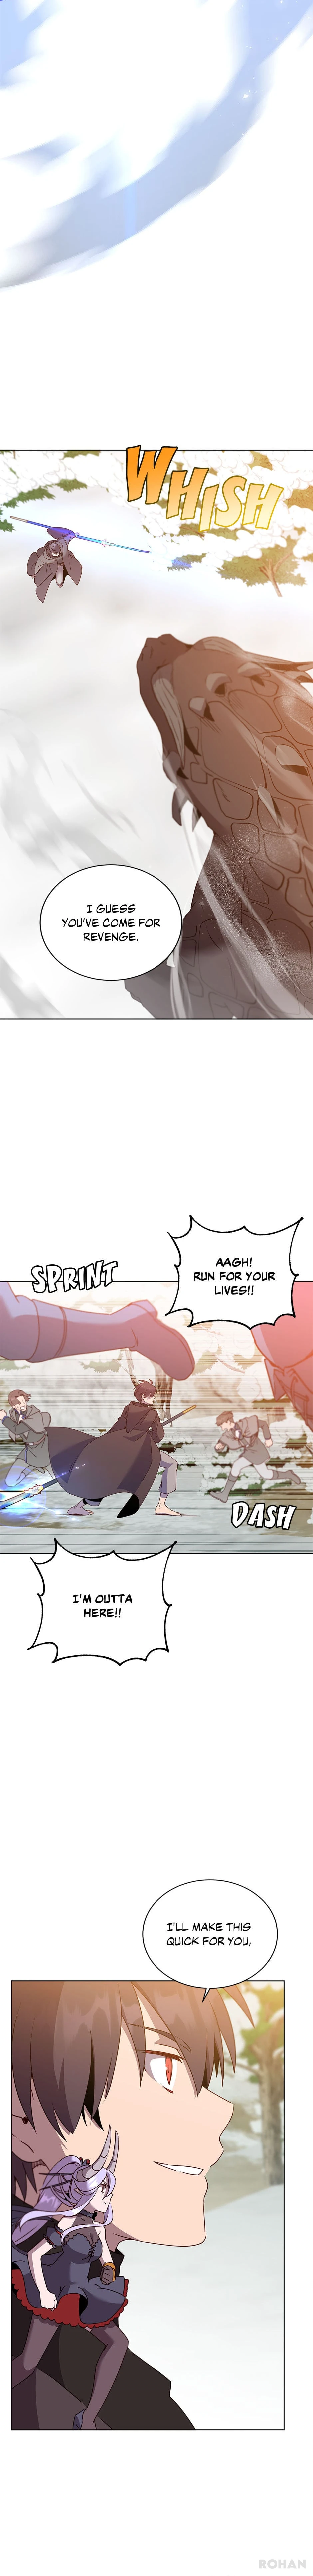 WHISH
I GUESS
YOU'VE COME FOR
REVENGE.
AAGH!
RUN FOR YOUR
LIVES!!
SPRINT
DASH
I'M OUTTA
HERE!!
I'LL MAKE THIS
QUICK FOR YOU,
ROHAN